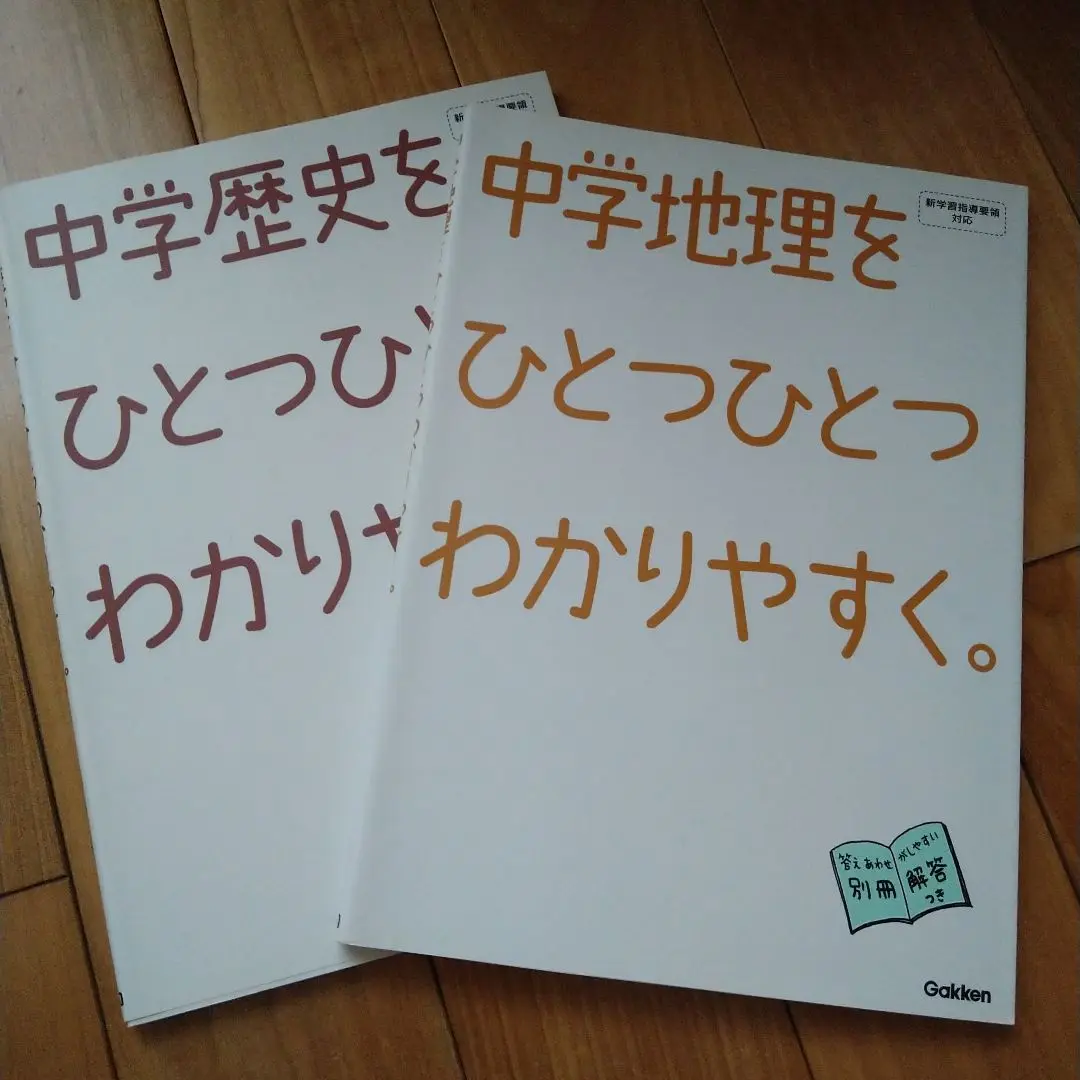 中学歴史を
ひとつひと
わかりや
中学地理を
ひとつひとつ
わかりやすく。
新学習指導要領
対応
答えあわせ
がしやすい
別冊
解答
つき
Gakken